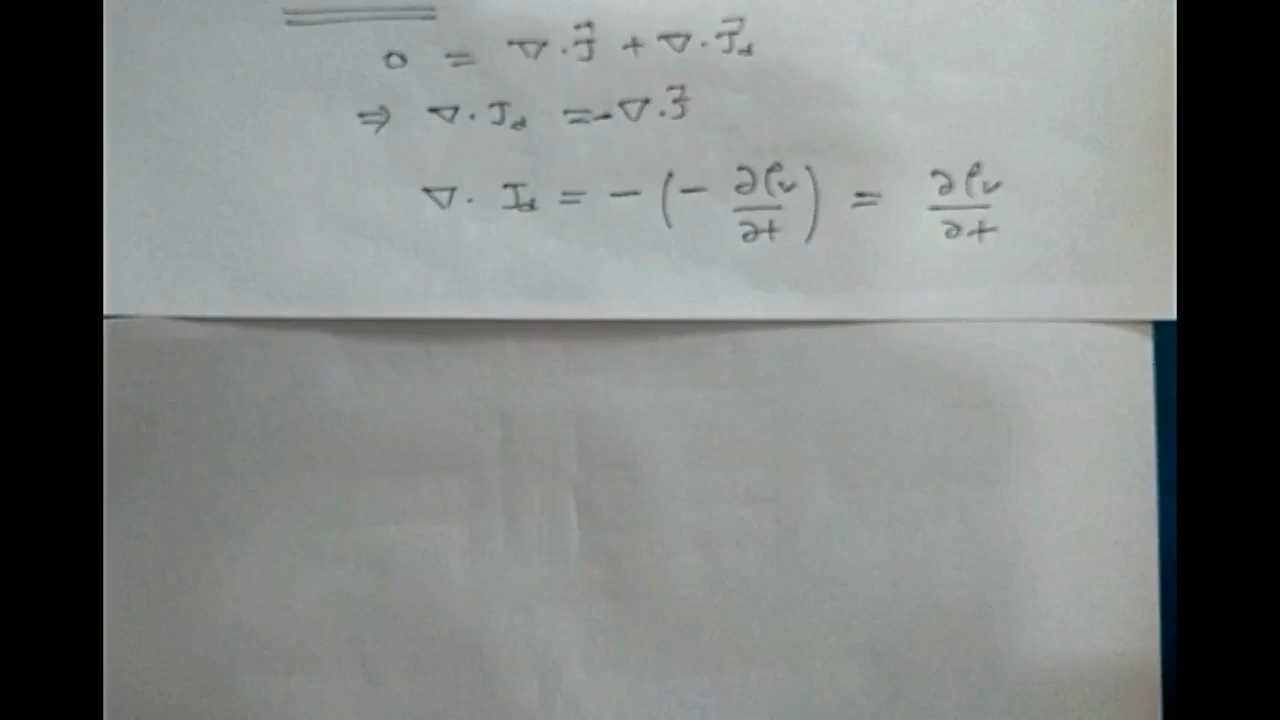 0 = ∇·J⃗ + ∇·J⃗d
⇒ ∇·Jd = -∇·J⃗
∇·Jd = -(-∂ρv/∂t) = ∂ρv/∂t